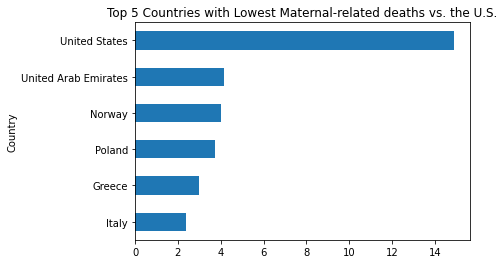 Top 5 Countries with Lowest Maternal-related deaths vs. the U.S.
United States
United Arab Emirates
Norway
Poland
Greece
Italy
Country
0 2 4 6 8 10 12 14